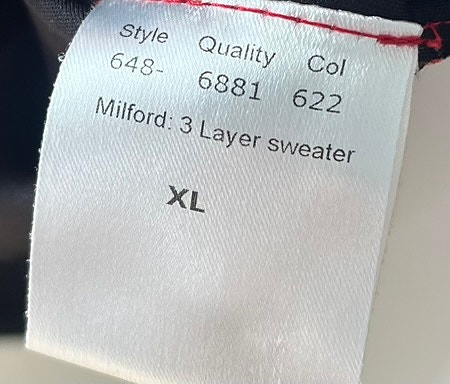 Style Quality Col
648- 6881 622
Milford: 3 Layer sweater
XL